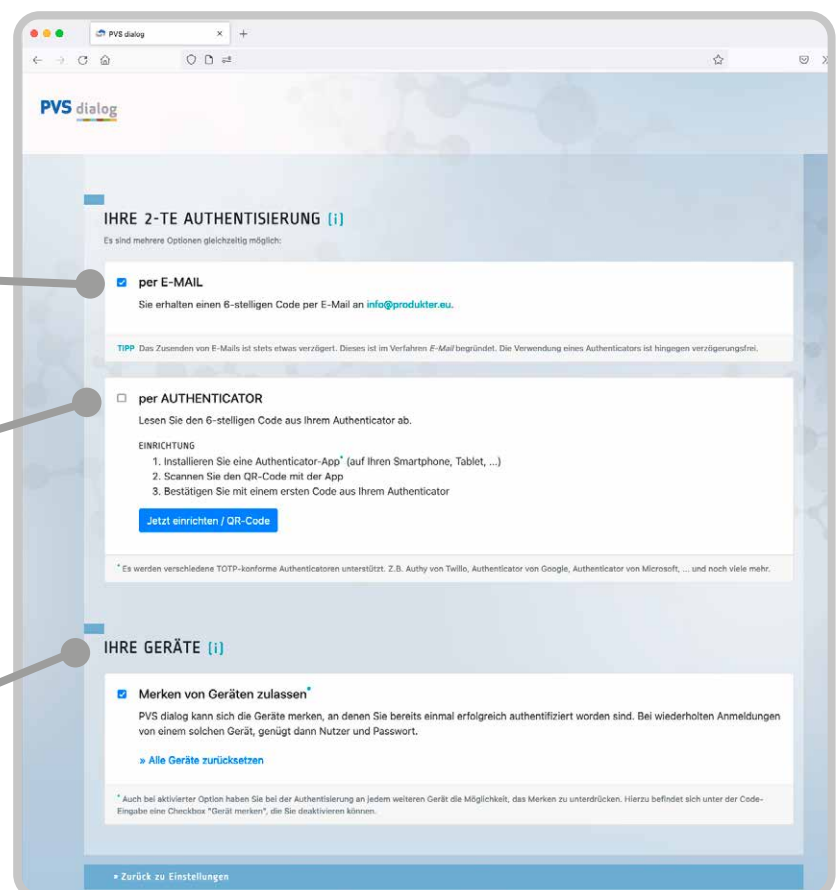 PVS dialog
PVS dialog
IHRE 2-TE AUTHENTISIERUNG (i)
Es sind mehrere Optionen gleichzeitig möglich:
per E-MAIL
Sie erhalten einen 6-stelligen Code per E-Mail an info@produkter.eu.
TIPP Das Zusenden von E-Mails ist stets etwas verzögert. Dieses ist im Verfahren E-Mail begründet. Die Verwendung eines Authenticators ist hingegen verzögerungsfrei.
per AUTHENTICATOR
Lesen Sie den 6-stelligen Code aus Ihrem Authenticator ab.
EINRICHTUNG
1. Installieren Sie eine Authenticator-App* (auf Ihren Smartphone, Tablet, ...)
2. Scannen Sie den QR-Code mit der App
3. Bestätigen Sie mit einem ersten Code aus Ihrem Authenticator
Jetzt einrichten / QR-Code
* Es werden verschiedene TOTP-konforme Authenticatoren unterstützt. Z.B. Authy von Twillo, Authenticator von Google, Authenticator von Microsoft, ... und noch viele mehr.
IHRE GERÄTE (i)
Merken von Geräten zulassen*
PVS dialog kann sich die Geräte merken, an denen Sie bereits einmal erfolgreich authentifiziert worden sind. Bei wiederholten Anmeldungen
von einem solchen Gerät, genügt dann Nutzer und Passwort.
» Alle Geräte zurücksetzen
* Auch bei aktivierter Option haben Sie bei der Authentisierung an jedem weiteren Gerät die Möglichkeit, das Merken zu unterdrücken. Hierzu befindet sich unter der Code-
Eingabe eine Checkbox "Gerät merken", die Sie deaktivieren können.
» Zurück zu Einstellungen